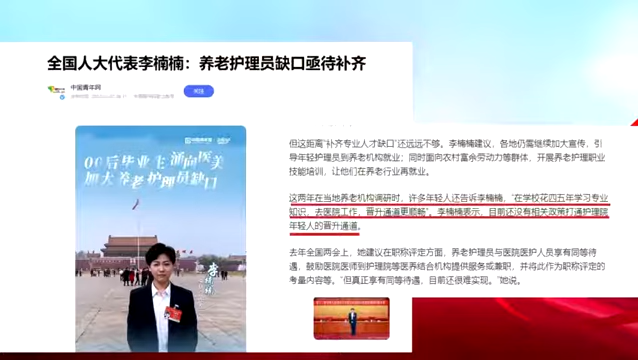 全国人大代表李楠楠：养老护理员缺口亟待补齐
中国青年网
关注
00后毕业生涌向医美
加大养老护理员缺口
李楠楠
但这距离“补齐专业人才缺口”还远远不够。李楠楠建议，各地仍需继续加大宣传，引
导年轻护理员到养老机构就业；同时面向农村富余劳动力等群体，开展养老护理职业
技能培训，让他们在养老行业再就业。
这两年在当地养老机构调研时，许多年轻人还告诉李楠楠，“在学校花四五年学习专业
知识，去医院工作，晋升通道更顺畅”。李楠楠表示，目前还没有相关政策打通护理院
年轻人的晋升通道。
去年全国两会上，她建议在职称评定方面，养老护理员与医院医护人员享有同等待
遇，鼓励医院医师到护理院等医养结合机构提供服务或兼职，并将此作为职称评定的
考量内容等。“但真正享有同等待遇，目前还很难实现。”她说。